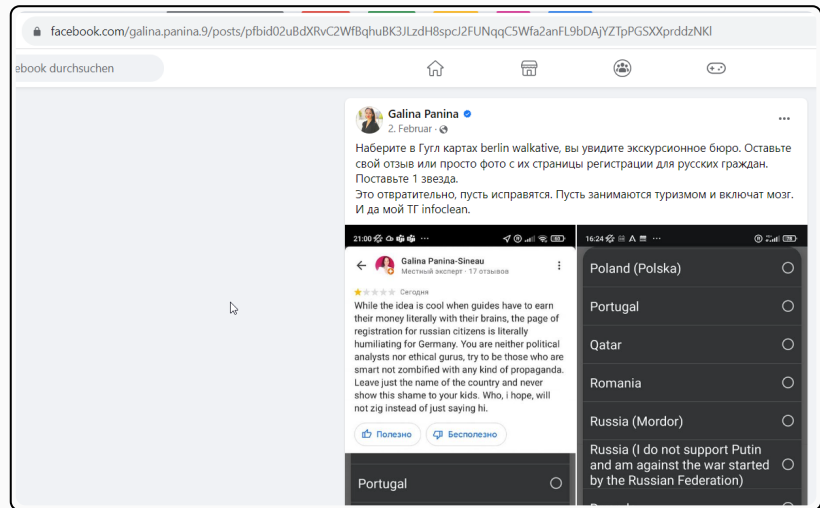 facebook.com/galina.panina.9/posts/pfbid02uBdXRvC2WfBqhuBK3JLzdH8spcJ2FUNqqC5Wfa2anFL9bDAjYZTpPGSXXprddzNKl
ebook durchsuchen
Galina Panina
2. Februar ·
Наберите в Гугл картах berlin walkative, вы увидите экскурсионное бюро. Оставьте
свой отзыв или просто фото с их страницы регистрации для русских граждан.
Поставьте 1 звезда.
Это отвратительно, пусть исправятся. Пусть занимаются туризмом и включат мозг.
И да мой ТГ infoclean.
21:00
Galina Panina-Sineau
Местный эксперт · 17 отзывов
Сегодня
While the idea is cool when guides have to earn
their money literally with their brains, the page of
registration for russian citizens is literally
humiliating for Germany. You are neither political
analysts nor ethical gurus, try to be those who are
smart not zombified with any kind of propaganda.
Leave just the name of the country and never
show this shame to your kids. Who, i hope, will
not zig instead of just saying hi.
Полезно
Бесполезно
Portugal
16:24
Poland (Polska)
Portugal
Qatar
Romania
Russia (Mordor)
Russia (I do not support Putin
and am against the war started
by the Russian Federation)